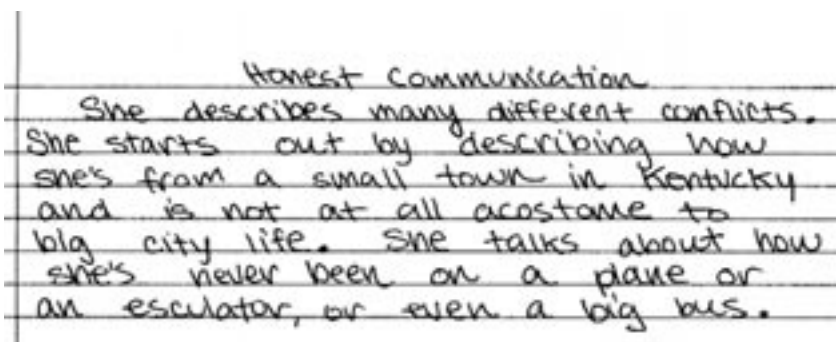 Honest Communication
She describes many different conflicts.
She starts out by describing how
she's from a small town in Kentucky
and is not at all acostome to
big city life. She talks about how
she's never been on a plane or
an esculator, or even a big bus.